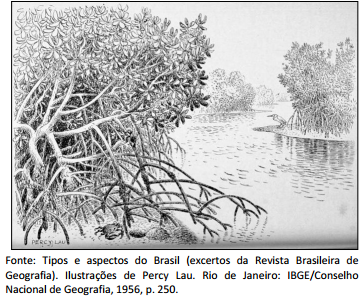 PERCY LAU
Fonte: Tipos e aspectos do Brasil (excertos da Revista Brasileira de
Geografia). Ilustrações de Percy Lau. Rio de Janeiro: IBGE/Conselho
Nacional de Geografia, 1956, p. 250.